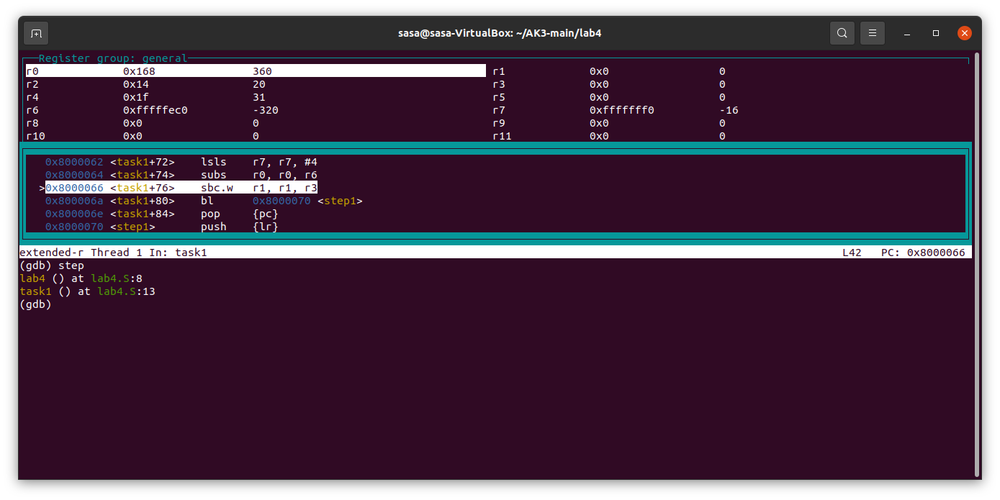 sasa@sasa-VirtualBox: ~/AK3-main/lab4
Register group: general
r0 0x168 360 r1 0x0 0
r2 0x14 20 r3 0x0 0
r4 0x1f 31 r5 0x0 0
r6 0xfffffec0 -320 r7 0xfffffff0 -16
r8 0x0 0 r9 0x0 0
r10 0x0 0 r11 0x0 0
0x8000062 <task1+72> lsls r7, r7, #4
0x8000064 <task1+74> subs r0, r0, r6
>0x8000066 <task1+76> sbc.w r1, r1, r3
0x800006a <task1+80> bl 0x8000070 <step1>
0x800006e <task1+84> pop {pc}
0x8000070 <step1> push {lr}
extended-r Thread 1 In: task1 L42 PC: 0x8000066
(gdb) step
lab4 () at lab4.S:8
task1 () at lab4.S:13
(gdb)